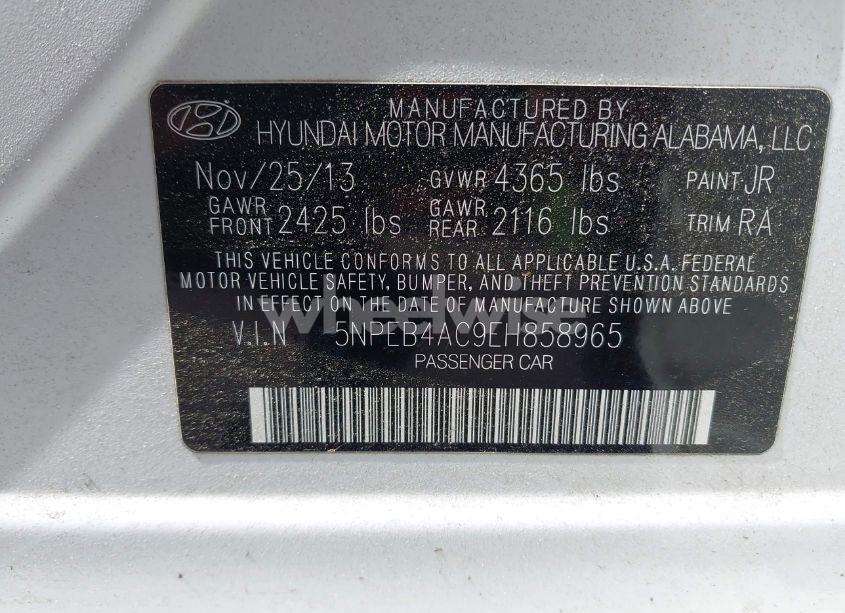 MANUFACTURED BY
HYUNDAI MOTOR MANUFACTURING ALABAMA, LLC
Nov/25/13 GVWR 4365 lbs PAINT JR
GAWR FRONT 2425 lbs GAWR REAR 2116 lbs TRIM RA
THIS VEHICLE CONFORMS TO ALL APPLICABLE U.S.A. FEDERAL
MOTOR VEHICLE SAFETY, BUMPER, AND THEFT PREVENTION STANDARDS
IN EFFECT ON THE DATE OF MANUFACTURE SHOWN ABOVE
wheelwise
V.I.N 5NPEB4AC9EH858965
PASSENGER CAR